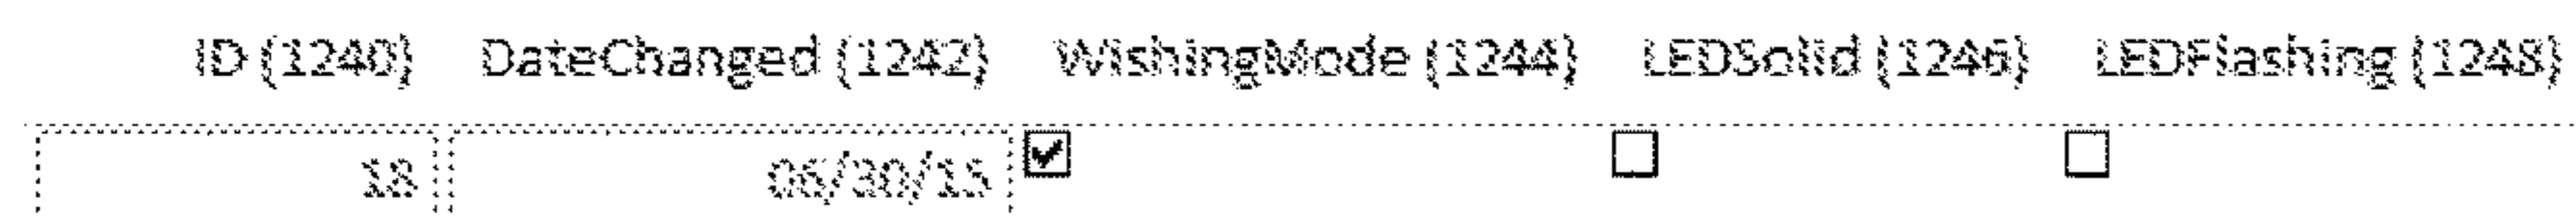 ID (1240) DateChanged (1242) WishingMode (1244) LEDSolid (1246) LEDFlashing (1248)
18 06/30/15